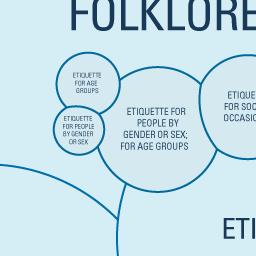 FOLKLORE
ETIQUETTE
FOR AGE
GROUPS
ETIQUETTE
FOR PEOPLE
BY GENDER
OR SEX
ETIQUETTE FOR
PEOPLE BY
GENDER OR SEX;
FOR AGE GROUPS
ETIQUE
FOR SOC
OCCASIO
ETI